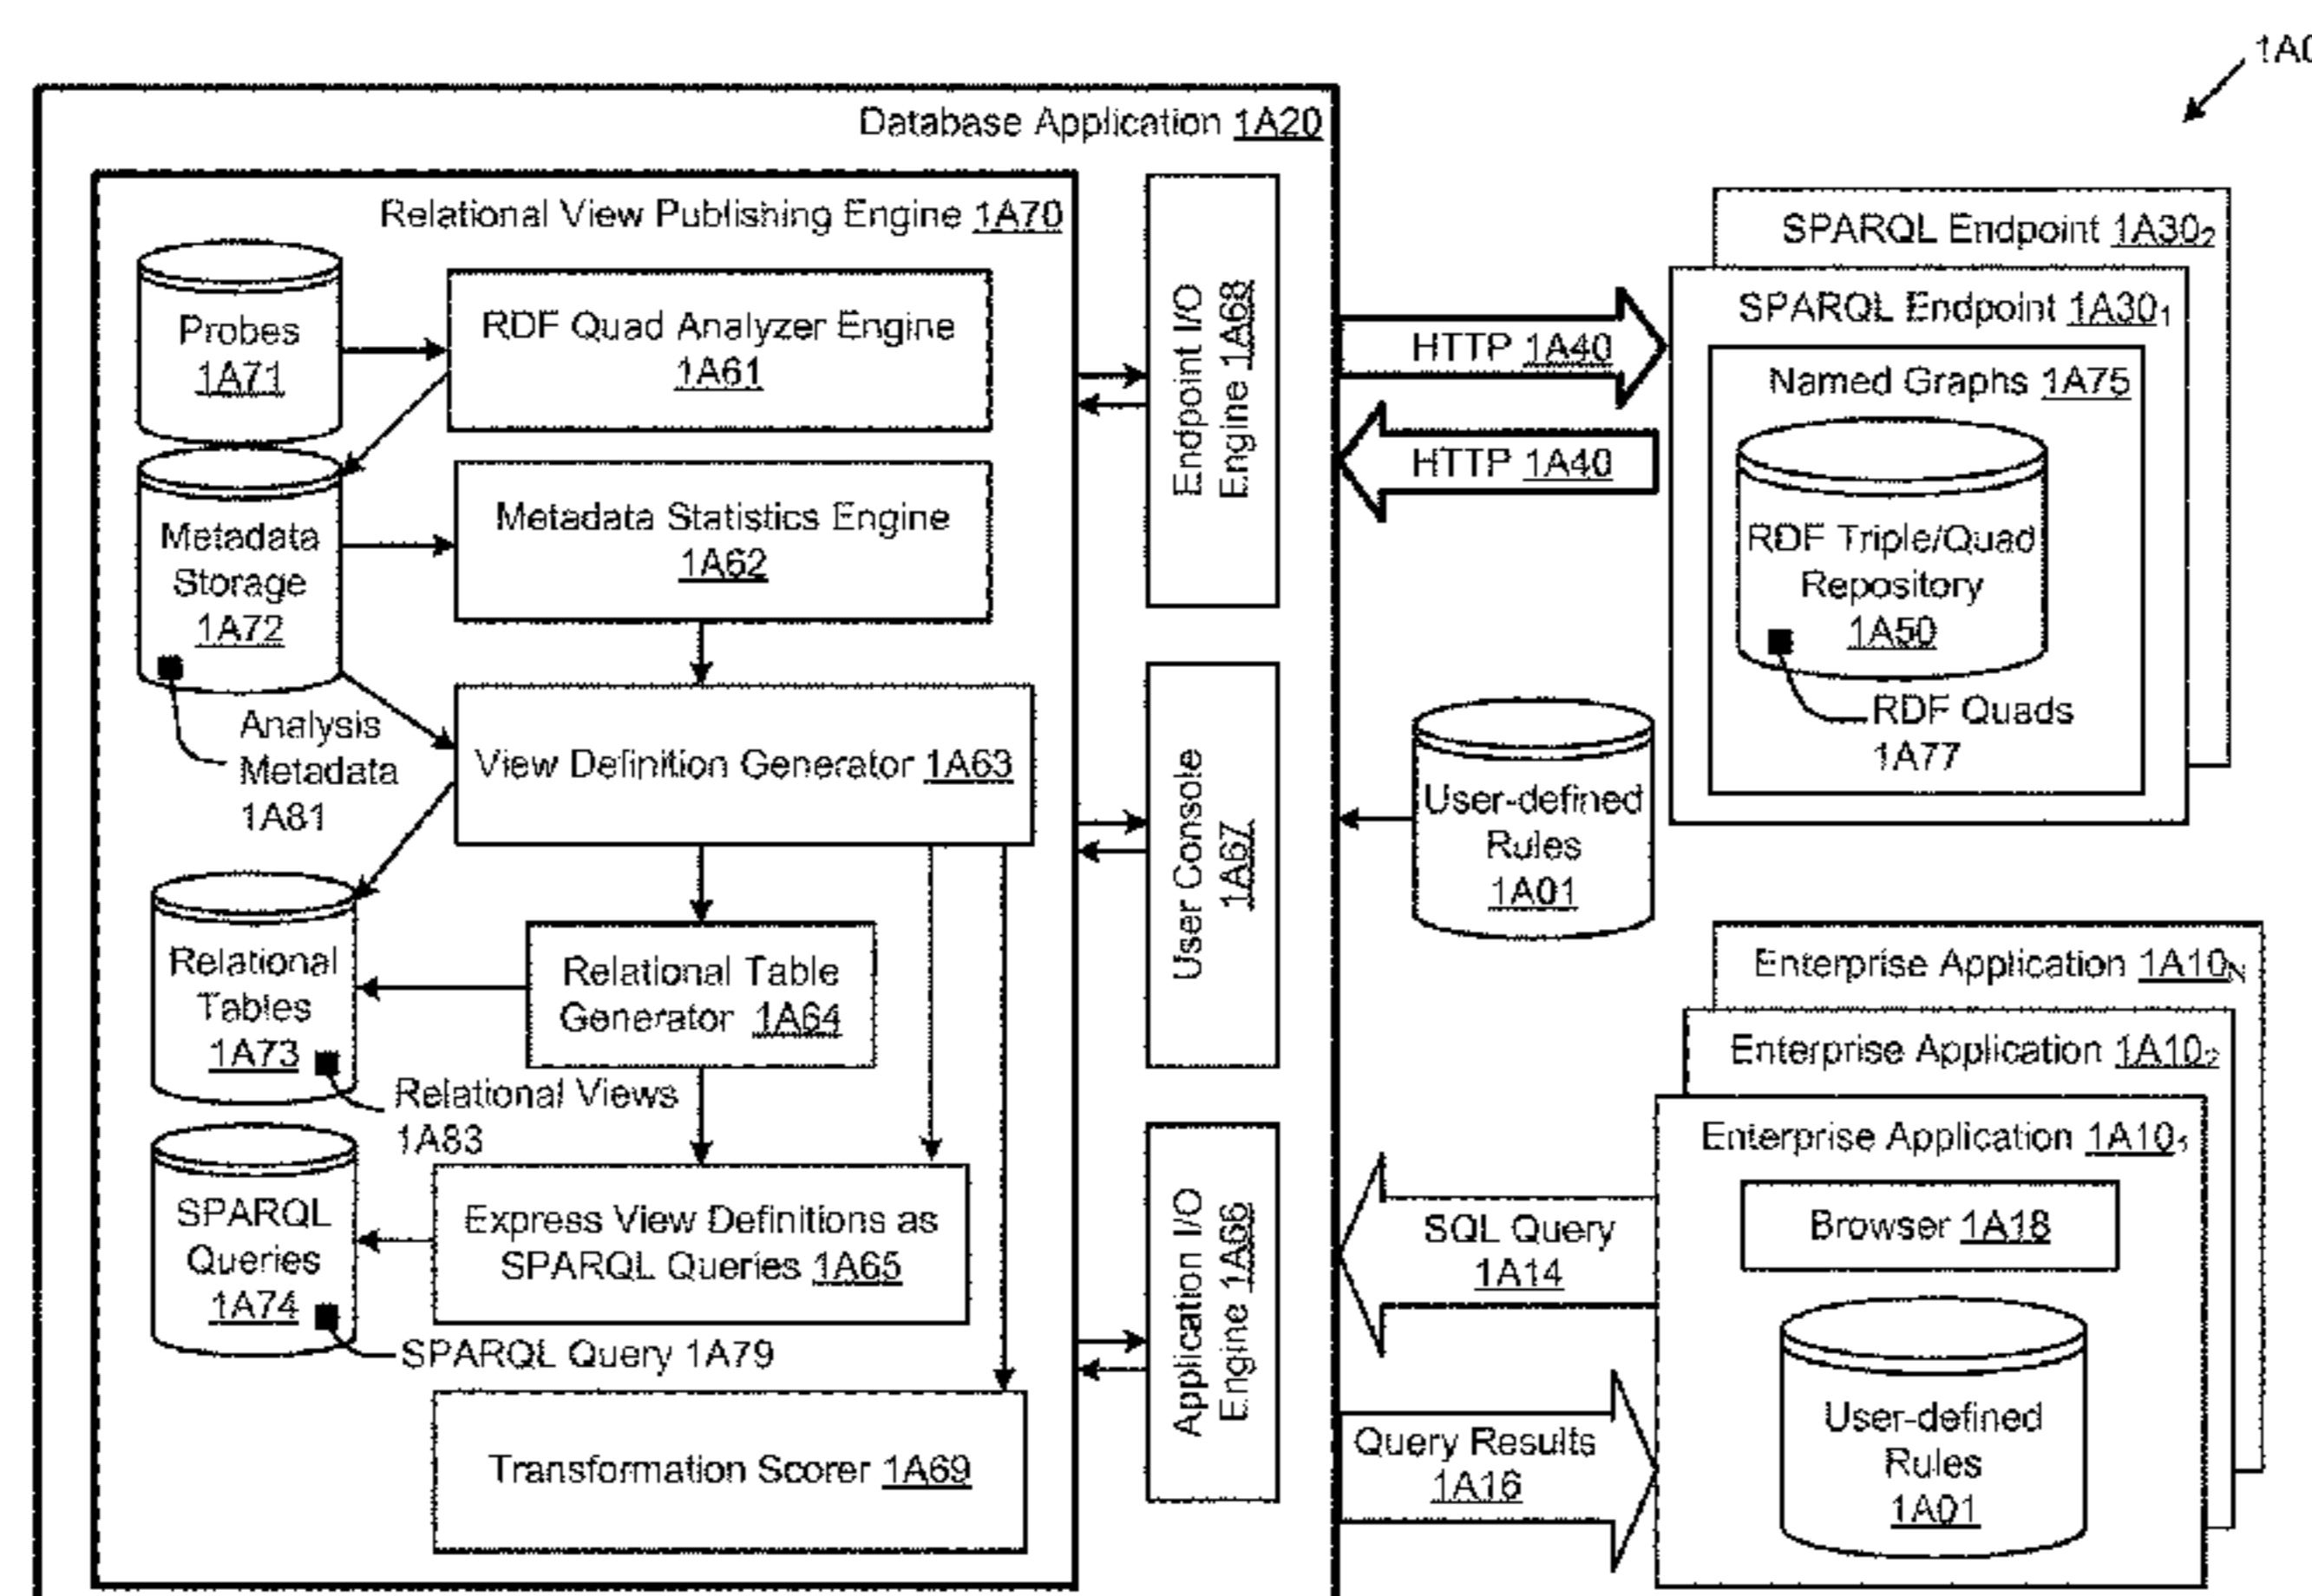 1A0
Database Application 1A20
Relational View Publishing Engine 1A70
Probes
1A71
RDF Quad Analyzer Engine
1A61
Metadata
Storage
1A72
Metadata Statistics Engine
1A62
Analysis
Metadata
1A81
View Definition Generator 1A63
Relational
Tables
1A73
Relational Table
Generator 1A64
Relational Views
1A83
SPARQL
Queries
1A74
Express View Definitions as
SPARQL Queries 1A65
SPARQL Query 1A79
Transformation Scorer 1A69
Endpoint I/O
Engine 1A68
User Console
1A67
Application I/O
Engine 1A66
HTTP 1A40
HTTP 1A40
SPARQL Endpoint 1A30₂
SPARQL Endpoint 1A30₁
Named Graphs 1A75
RDF Triple/Quad
Repository
1A50
RDF Quads
1A77
User-defined
Rules
1A01
Enterprise Application 1A10N
Enterprise Application 1A10₂
Enterprise Application 1A10₁
Browser 1A18
SQL Query
1A14
Query Results
1A16
User-defined
Rules
1A01